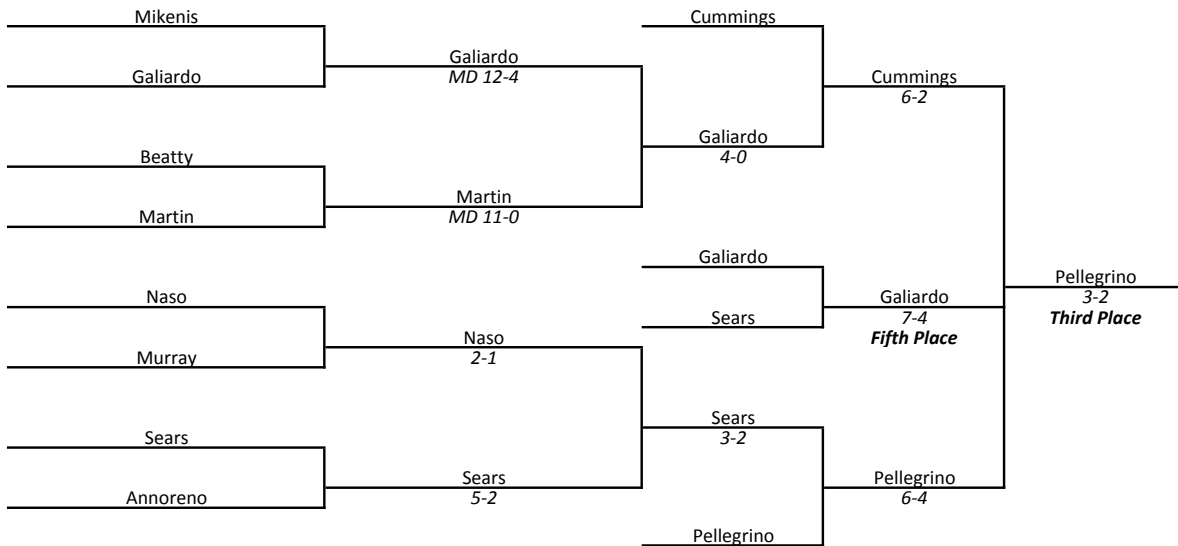 Mikenis
Cummings
Galiardo
MD 12-4
Galiardo
Cummings
6-2
Galiardo
4-0
Beatty
Martin
MD 11-0
Martin
Galiardo
Pellegrino
3-2
Third Place
Naso
Galiardo
7-4
Fifth Place
Sears
Naso
2-1
Murray
Sears
3-2
Sears
Sears
5-2
Pellegrino
6-4
Annoreno
Pellegrino